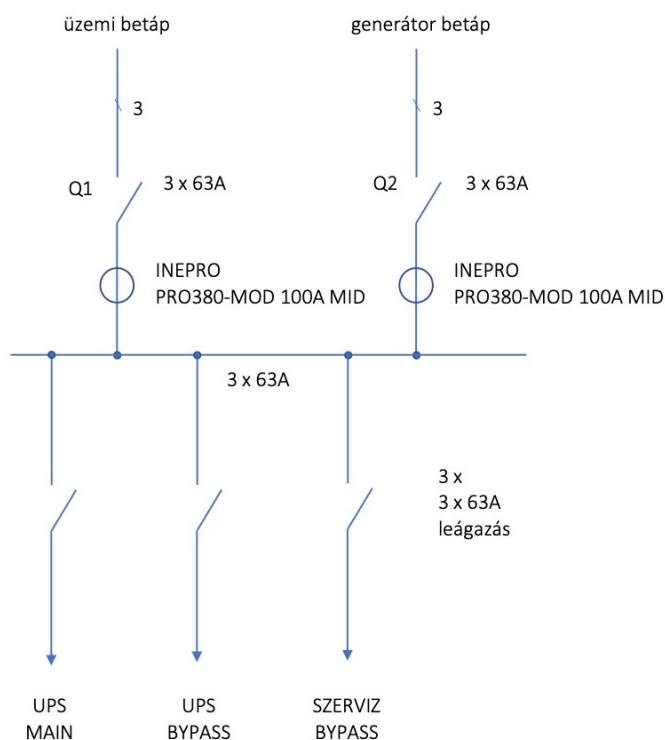 üzemi betáp
generátor betáp
3
3
Q1
3 x 63A
Q2
3 x 63A
INEPRO
PRO380-MOD 100A MID
INEPRO
PRO380-MOD 100A MID
3 x 63A
3 x
3 x 63A
leágazás
UPS
MAIN
UPS
BYPASS
SZERVIZ
BYPASS